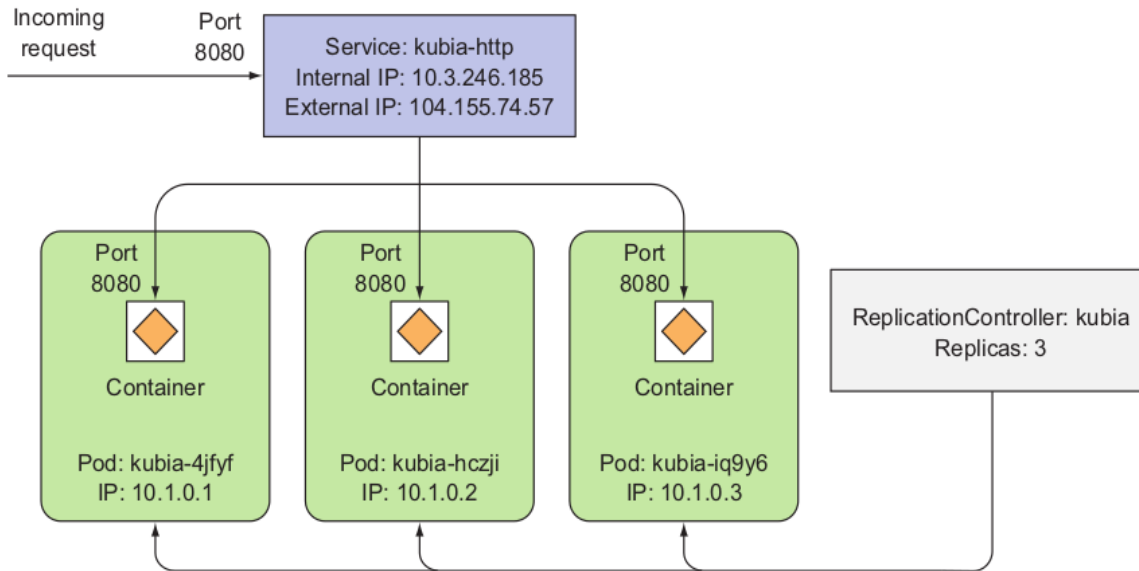 Incoming
request
Port
8080
Service: kubia-http
Internal IP: 10.3.246.185
External IP: 104.155.74.57
Port
8080
Container
Pod: kubia-4jfyf
IP: 10.1.0.1
Port
8080
Container
Pod: kubia-hczji
IP: 10.1.0.2
Port
8080
Container
Pod: kubia-iq9y6
IP: 10.1.0.3
ReplicationController: kubia
Replicas: 3